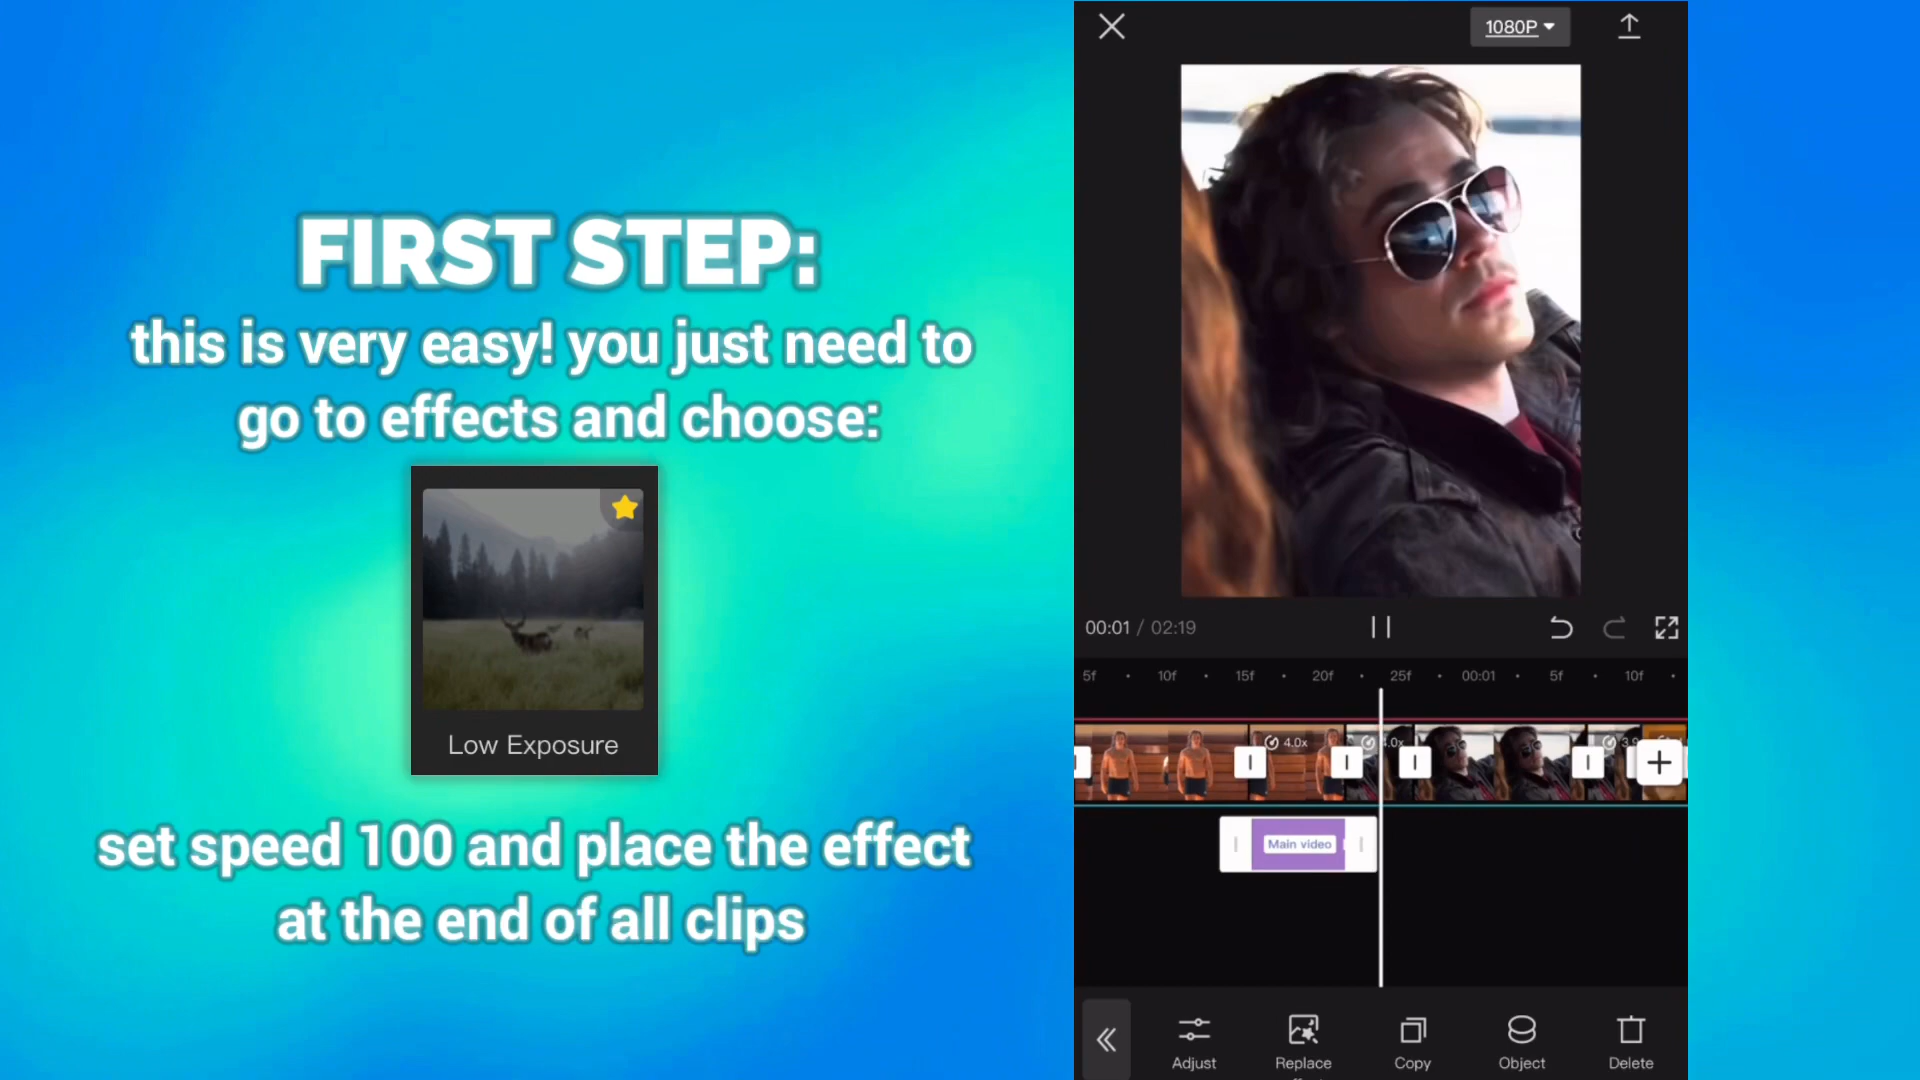 FIRST STEP:
this is very easy! you just need to
go to effects and choose:
Low Exposure
set speed 100 and place the effect
at the end of all clips
1080P
00:01 / 02:19
5f 10f 15f 20f 25f 00:01 5f 10f
4.0x 4.0x
Main video
Adjust Replace Copy Object Delete